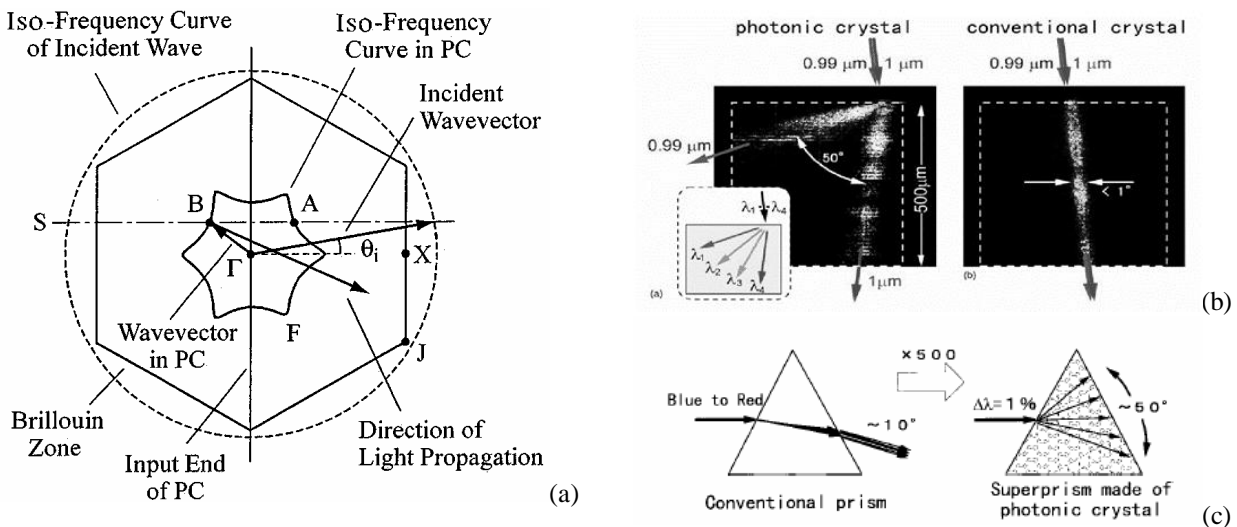 Iso-Frequency Curve
of Incident Wave
Iso-Frequency
Curve in PC
Incident
Wavevector
B
A
S
θi
X
Γ
Wavevector
in PC
F
J
Brillouin
Zone
Input End
of PC
Direction of
Light Propagation
(a)
photonic crystal
0.99 μm
1 μm
0.99 μm
50°
500μm
λ1
λ4
λ1
λ2
λ3
λ4
(a)
1μm
conventional crystal
0.99 μm
1 μm
< 1°
(b)
(b)
Blue to Red
~10°
Conventional prism
×500
Δλ=1%
~50°
Superprism made of
photonic crystal
(c)